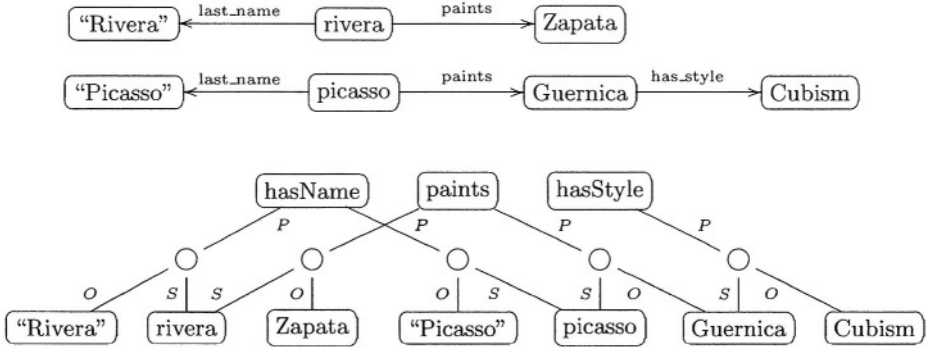 last_name paints
“Rivera” rivera Zapata
last_name paints has_style
“Picasso” picasso Guernica Cubism
hasName paints hasStyle
P P P P P
O S S O O S S O S O
“Rivera” rivera Zapata “Picasso” picasso Guernica Cubism